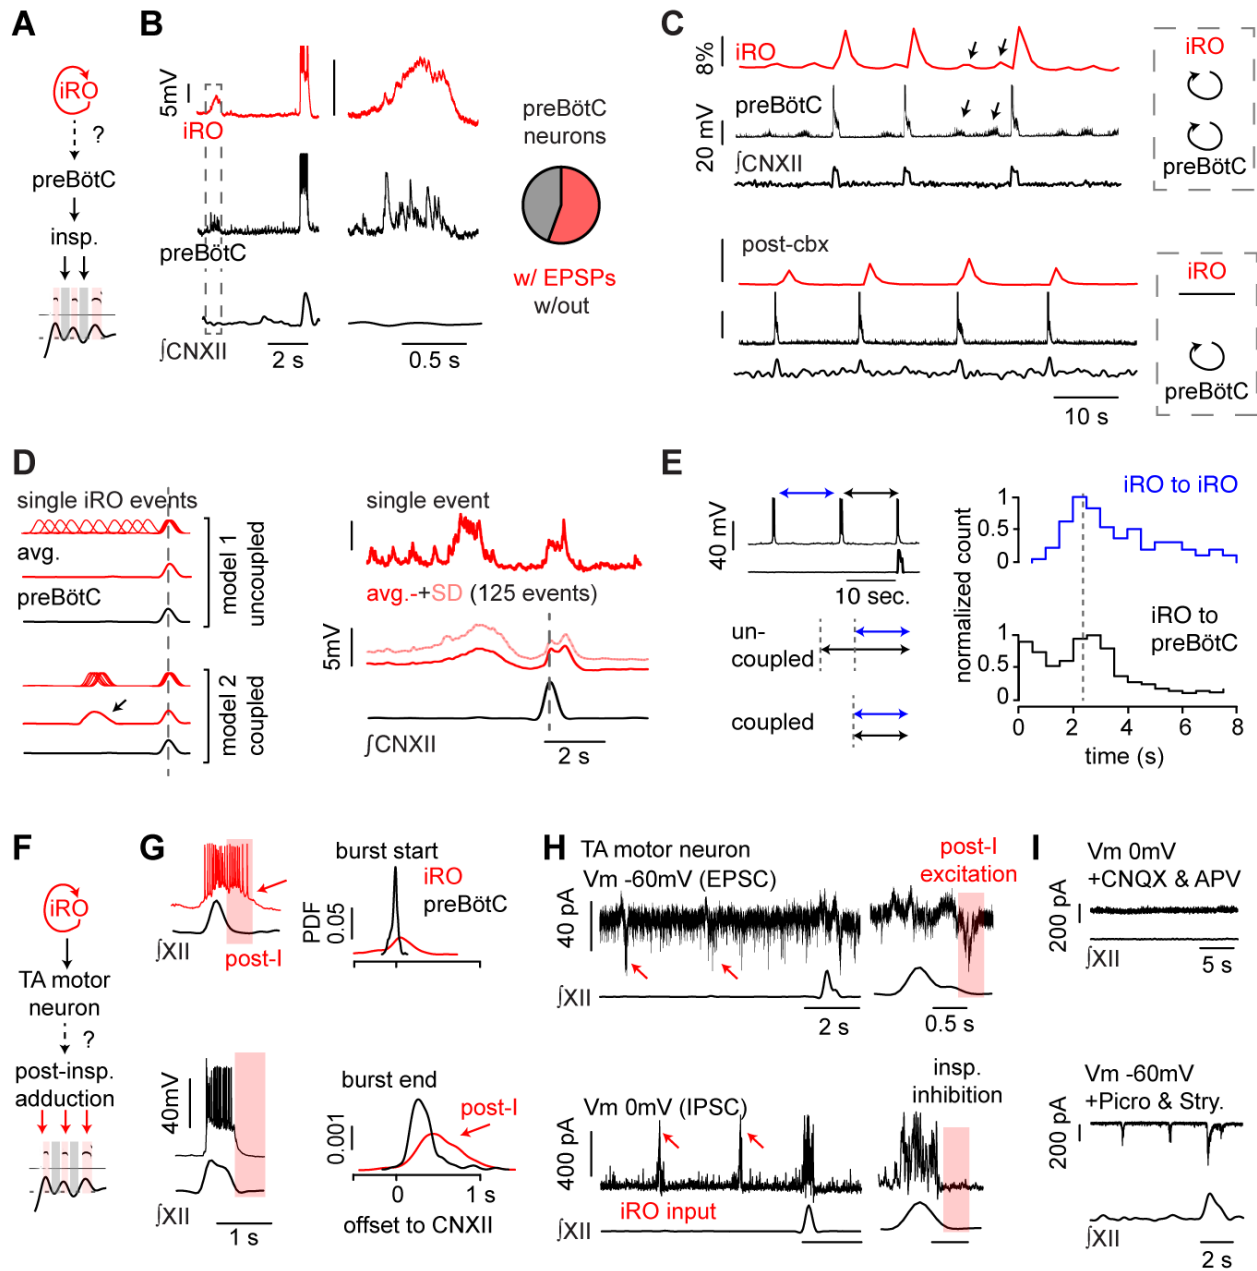 A
iRO
?
preBötC
insp.
B
5mV
iRO
preBötC
∫CNXII
2 s
0.5 s
preBötC
neurons
w/ EPSPs
w/out
C
8%
iRO
preBötC
20 mV
∫CNXII
iRO
preBötC
post-cbx
10 s
iRO
preBötC
D
single iRO events
avg.
preBötC
model 1
uncoupled
model 2
coupled
single event
avg.-+SD (125 events)
5mV
∫CNXII
2 s
E
40 mV
10 sec.
un-
coupled
coupled
normalized count
iRO to iRO
1
0.5
0
iRO to
preBötC
1
0.5
0
0 2 4 6 8
time (s)
F
iRO
TA motor
neuron
?
post-insp.
adduction
G
∫XII
post-I
burst start
iRO
preBötC
PDF
0.05
40mV
∫XII
1 s
burst end
post-I
0.001
0 1 s
offset to CNXII
H
TA motor neuron
Vm -60mV (EPSC)
post-I
excitation
40 pA
∫XII
2 s
0.5 s
Vm 0mV (IPSC)
insp.
inhibition
400 pA
iRO input
∫XII
I
Vm 0mV
+CNQX & APV
200 pA
∫XII
5 s
Vm -60mV
+Picro & Stry.
200 pA
∫XII
2 s